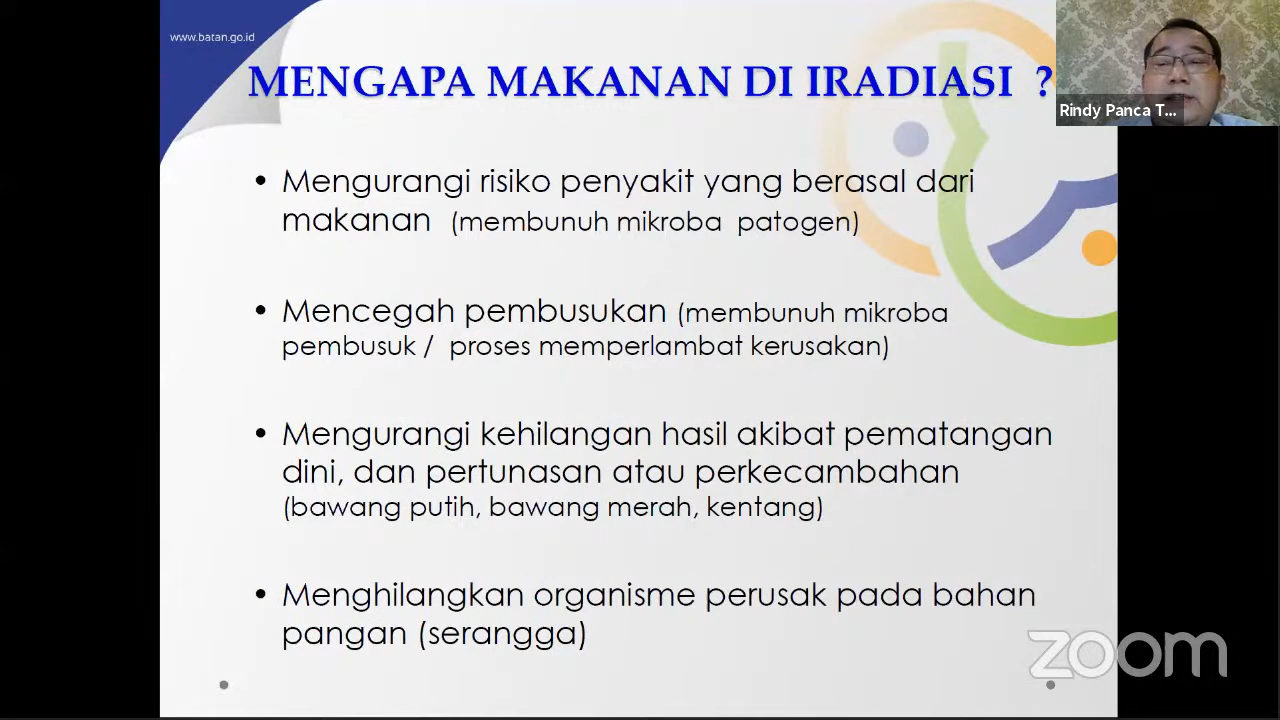 www.batan.go.id
MENGAPA MAKANAN DI IRADIASI ?
Rindy Panca T...
• Mengurangi risiko penyakit yang berasal dari
makanan (membunuh mikroba patogen)
• Mencegah pembusukan (membunuh mikroba
pembusuk / proses memperlambat kerusakan)
• Mengurangi kehilangan hasil akibat pematangan
dini, dan pertunasan atau perkecambahan
(bawang putih, bawang merah, kentang)
• Menghilangkan organisme perusak pada bahan
pangan (serangga)
zoom